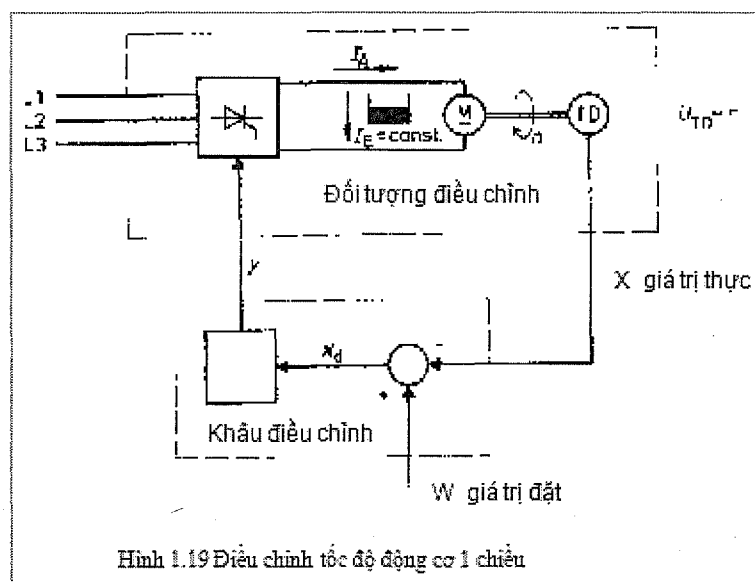 I_A
L1
L2
L3
I_E = const.
M
TD
n
Đối tượng điều chỉnh
X giá trị thực
y
x_d
-
+
Khâu điều chỉnh
W giá trị đặt
Hình 1.19 Điều chỉnh tốc độ động cơ 1 chiều